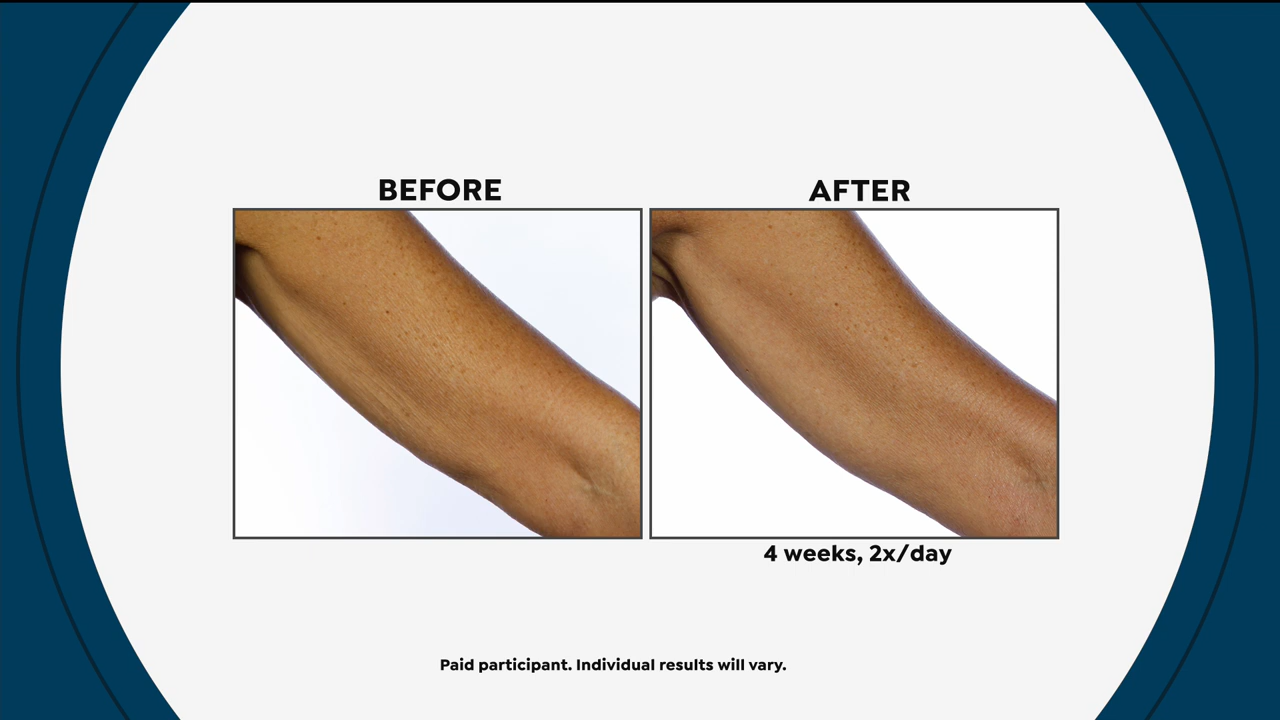 BEFORE
AFTER
4 weeks, 2x/day
Paid participant. Individual results will vary.